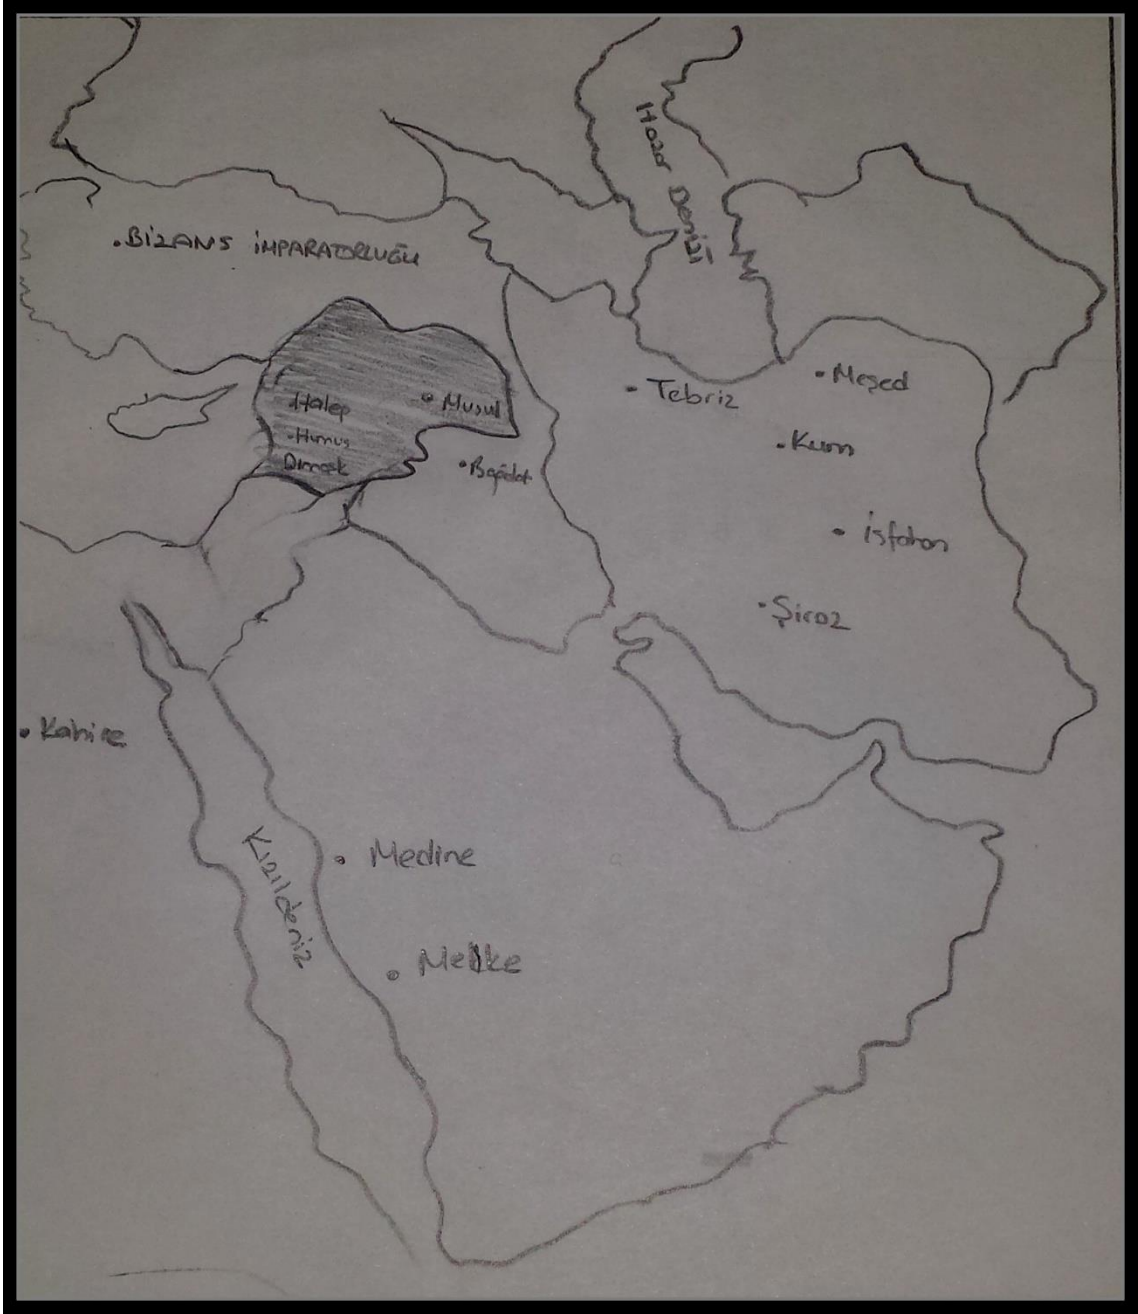 Hazar Denizi
.BİZANS İMPARATORLUĞU
Halep
Musul
-Humus
Dımeşk
Bağdat
Tebriz
Meşed
Kum
İsfahan
Şiraz
Kahire
Kızıldeniz
Medine
Mekke